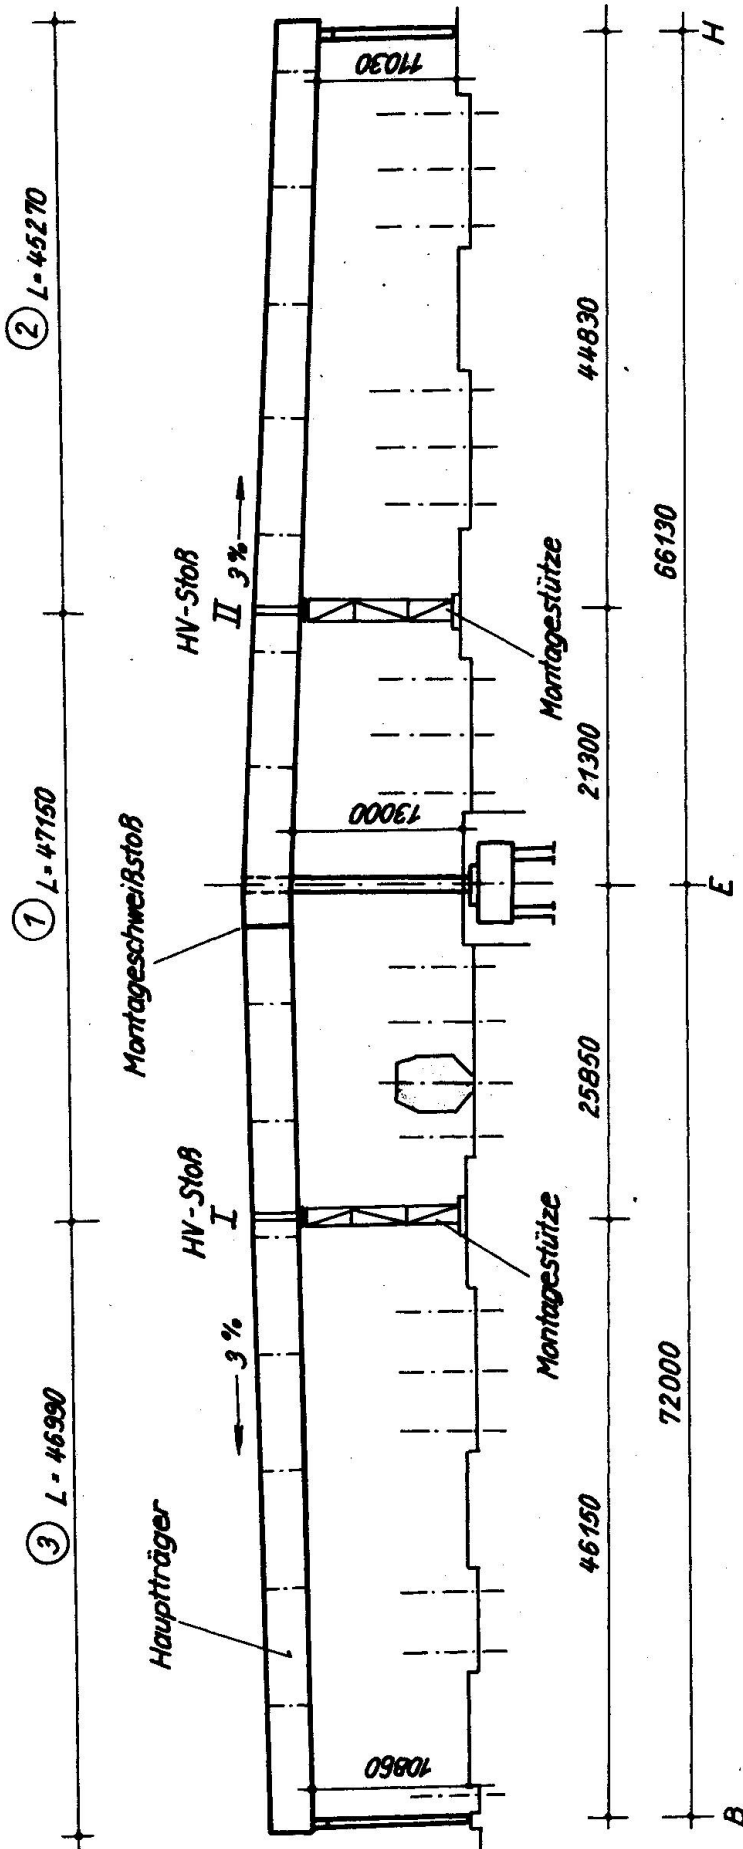 ③ L = 46990
① L = 47150
② L = 45270
Hauptträger
3 %
HV-Stoß
I
Montageschweißstoß
HV-Stoß
II
3 %
10860
13000
11030
Montagestütze
Montagestütze
46150
25850
21300
44830
72000
66130
B
E
H